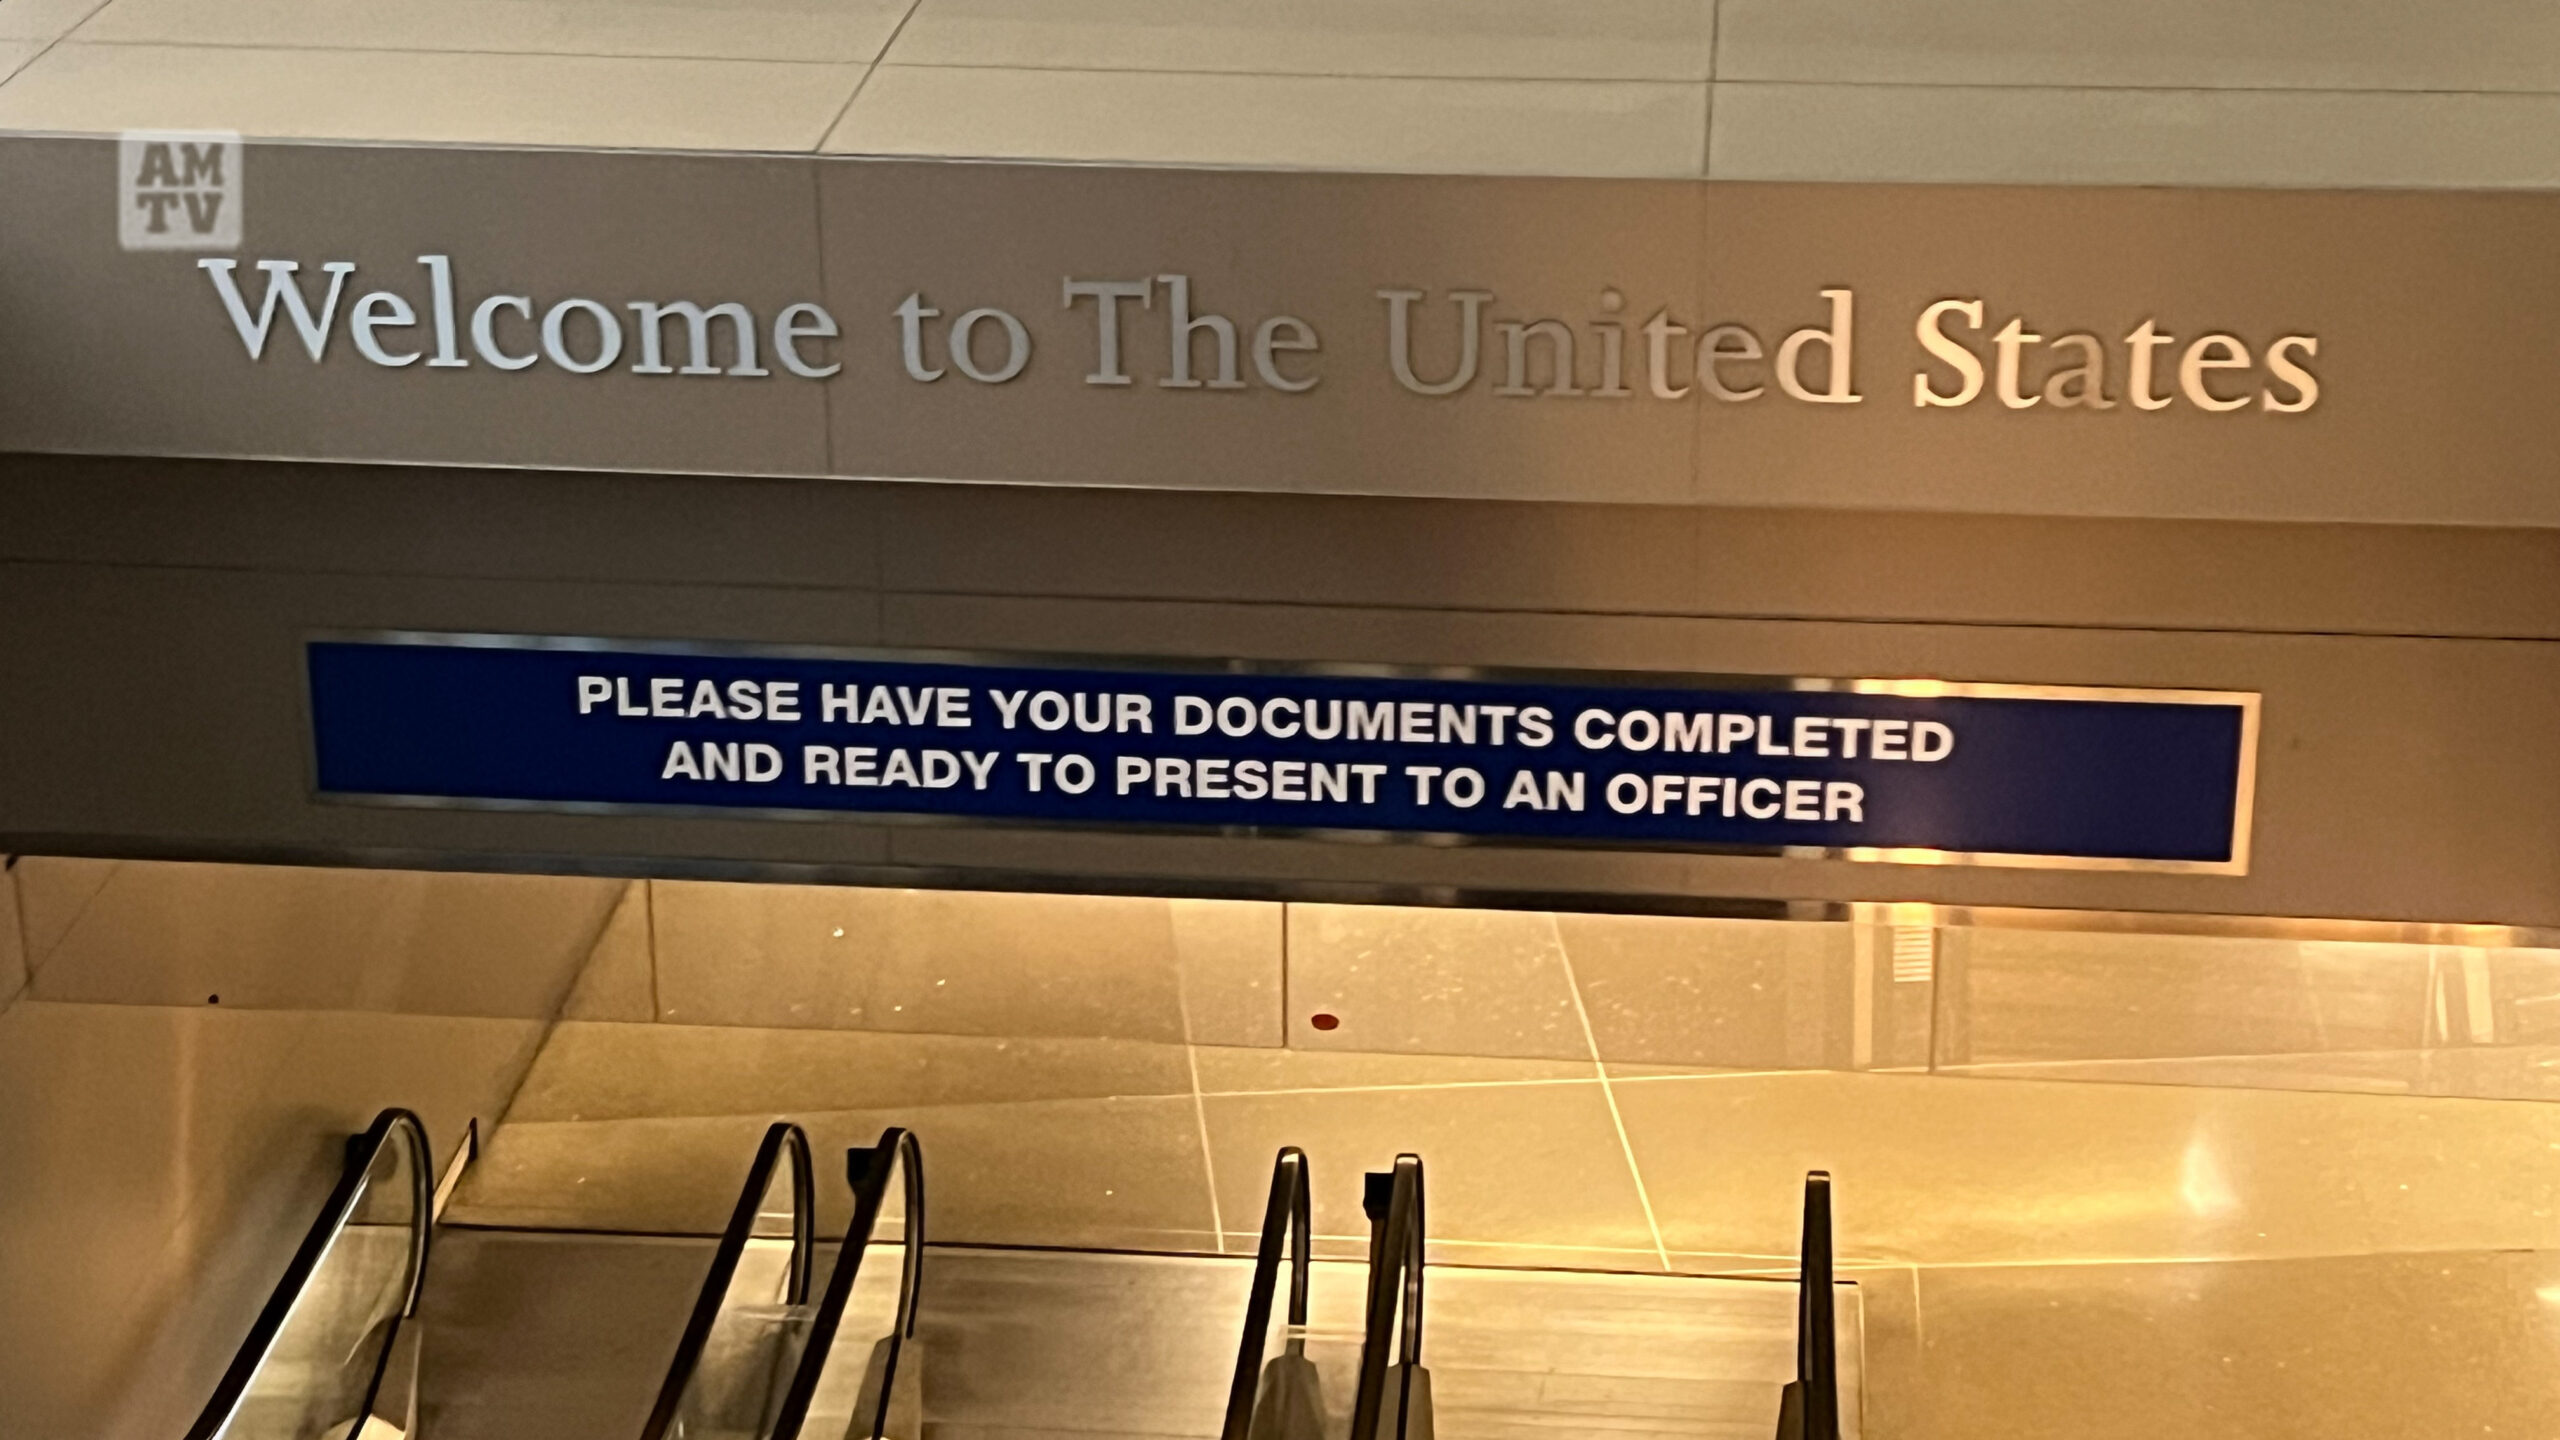 AM
TV
Welcome to The United States
PLEASE HAVE YOUR DOCUMENTS COMPLETED
AND READY TO PRESENT TO AN OFFICER